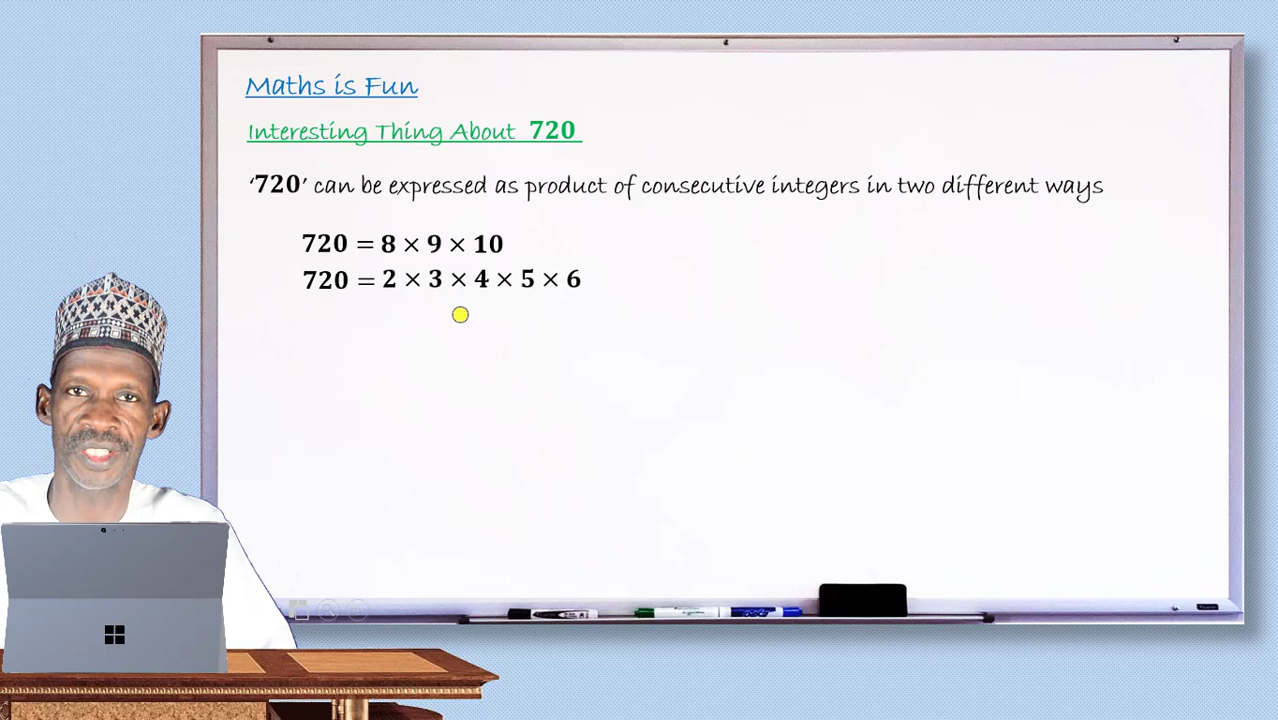 Maths is Fun
Interesting Thing About 720
‘720’ can be expressed as product of consecutive integers in two different ways
720 = 8 × 9 × 10
720 = 2 × 3 × 4 × 5 × 6